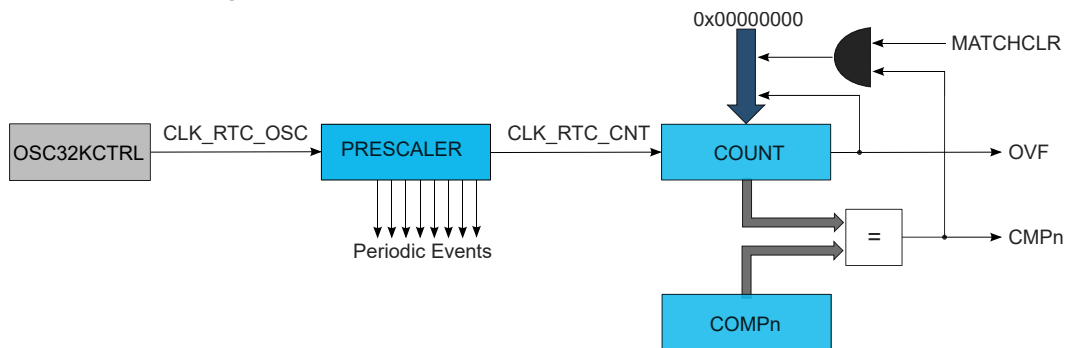 0x00000000
MATCHCLR
OSC32KCTRL
CLK_RTC_OSC
PRESCALER
CLK_RTC_CNT
COUNT
OVF
Periodic Events
=
CMPn
COMPn